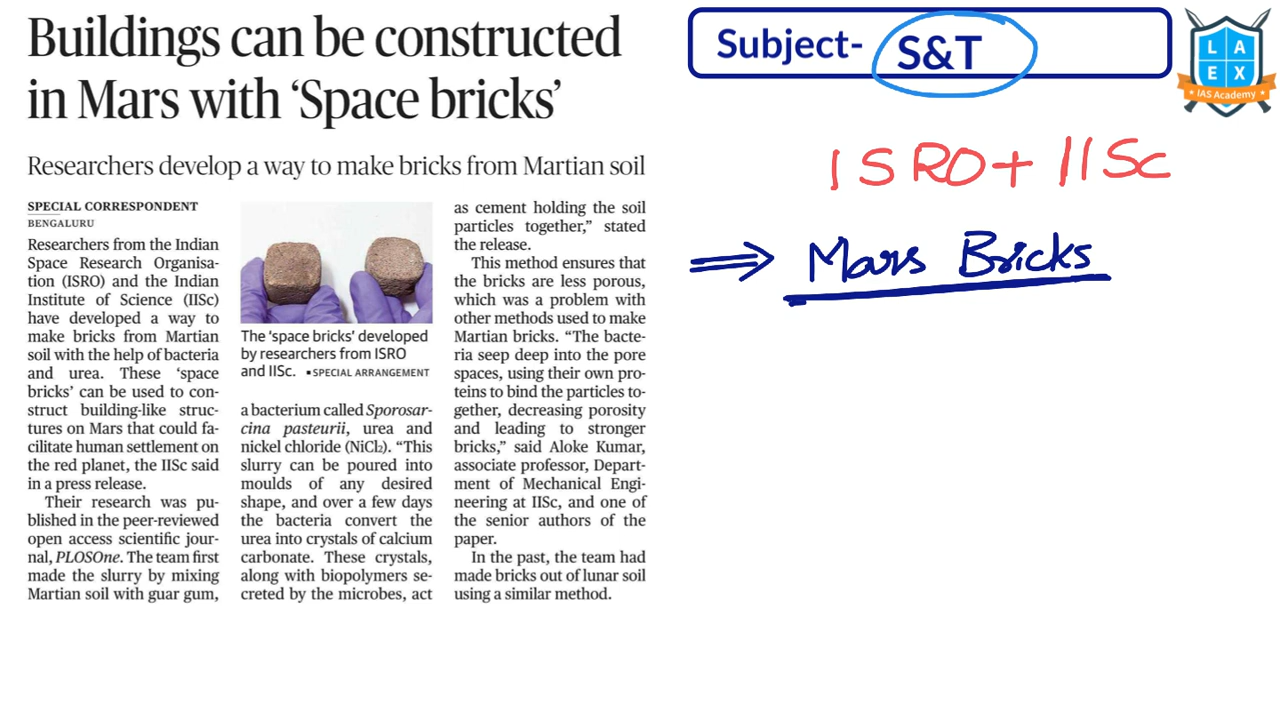 Buildings can be constructed
in Mars with ‘Space bricks’
Researchers develop a way to make bricks from Martian soil
SPECIAL CORRESPONDENT
BENGALURU
Researchers from the Indian
Space Research Organisa-
tion (ISRO) and the Indian
Institute of Science (IISc)
have developed a way to
make bricks from Martian
soil with the help of bacteria
and urea. These ‘space
bricks’ can be used to con-
struct building-like struc-
tures on Mars that could fa-
cilitate human settlement on
the red planet, the IISc said
in a press release.
Their research was pu-
blished in the peer-reviewed
open access scientific jour-
nal, PLOSOne. The team first
made the slurry by mixing
Martian soil with guar gum,
The ‘space bricks’ developed
by researchers from ISRO
and IISc. ▪SPECIAL ARRANGEMENT
a bacterium called Sporosar-
cina pasteurii, urea and
nickel chloride (NiCl₂). “This
slurry can be poured into
moulds of any desired
shape, and over a few days
the bacteria convert the
urea into crystals of calcium
carbonate. These crystals,
along with biopolymers se-
creted by the microbes, act
as cement holding the soil
particles together,” stated
the release.
This method ensures that
the bricks are less porous,
which was a problem with
other methods used to make
Martian bricks. “The bacte-
ria seep deep into the pore
spaces, using their own pro-
teins to bind the particles to-
gether, decreasing porosity
and leading to stronger
bricks,” said Aloke Kumar,
associate professor, Depart-
ment of Mechanical Engi-
neering at IISc, and one of
the senior authors of the
paper.
In the past, the team had
made bricks out of lunar soil
using a similar method.
Subject- S&T
L A
E X
IAS Academy
ISRO + IISc
⇒ Mars Bricks